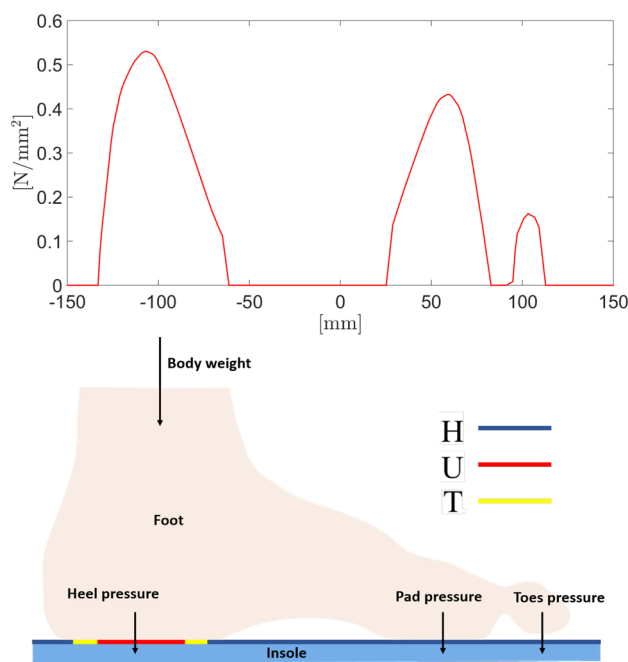 0.6
0.5
0.4
0.3
0.2
0.1
0
[N/mm²]
-150 -100 -50 0 50 100 150
[mm]
Body weight
H
U
T
Foot
Heel pressure Pad pressure Toes pressure
Insole